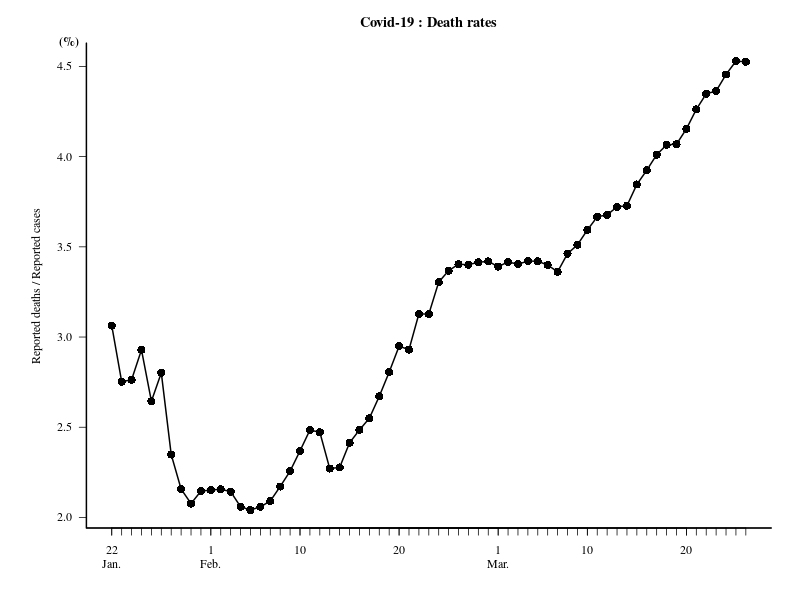 Covid-19 : Death rates
(%)
4.5
4.0
3.5
3.0
2.5
2.0
Reported deaths / Reported cases
22 1 10 20 1 10 20
Jan. Feb. Mar.